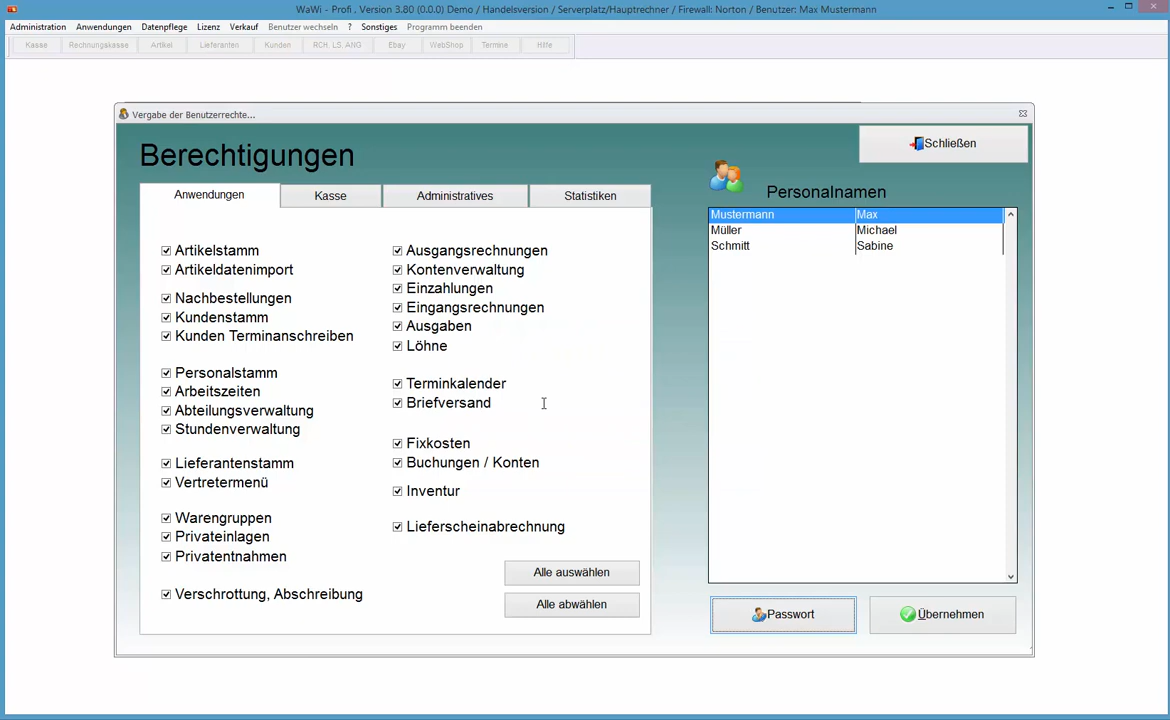 WaWi - Profi . Version 3.80 (0.0.0) Demo / Handelsversion / Serverplatz/Hauptrechner / Firewall: Norton / Benutzer: Max Mustermann
Administration Anwendungen Datenpflege Lizenz Verkauf Benutzer wechseln ? Sonstiges Programm beenden
Kasse Rechnungskasse Artikel Lieferanten Kunden RCH. LS. ANG Ebay WebShop Termine Hilfe
Vergabe der Benutzerrechte...
Schließen
Berechtigungen
Personalnamen
Anwendungen Kasse Administratives Statistiken
Mustermann Max
Müller Michael
Schmitt Sabine
Artikelstamm
Artikeldatenimport
Nachbestellungen
Kundenstamm
Kunden Terminanschreiben
Personalstamm
Arbeitszeiten
Abteilungsverwaltung
Stundenverwaltung
Lieferantenstamm
Vertretermenü
Warengruppen
Privateinlagen
Privatentnahmen
Verschrottung, Abschreibung
Ausgangsrechnungen
Kontenverwaltung
Einzahlungen
Eingangsrechnungen
Ausgaben
Löhne
Terminkalender
Briefversand
Fixkosten
Buchungen / Konten
Inventur
Lieferscheinabrechnung
Alle auswählen
Alle abwählen
Passwort
Übernehmen